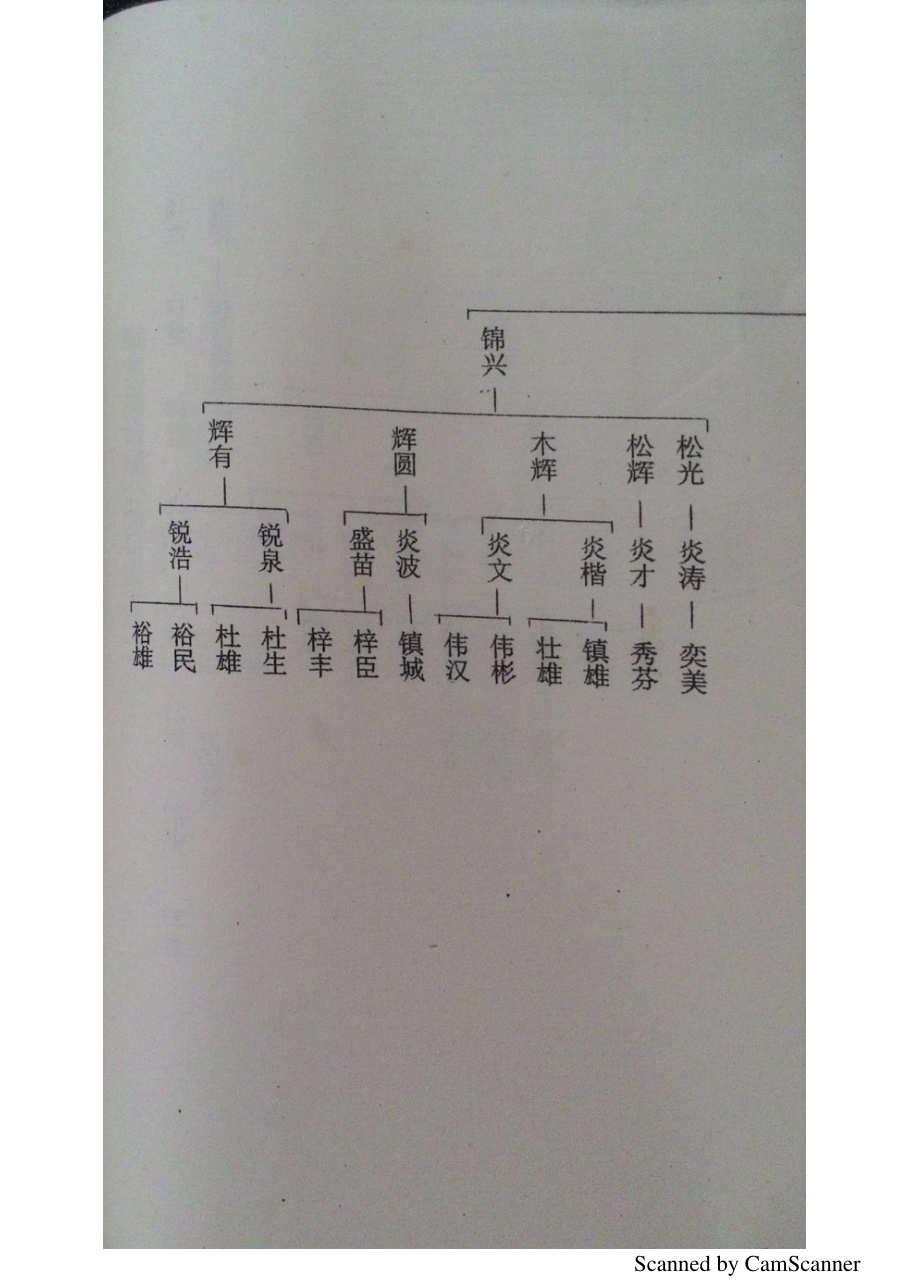 锦兴
松光
松辉
木辉
辉圆
辉有
炎涛
炎才
炎楷
炎文
炎波
盛苗
锐泉
锐浩
奕美
秀芬
镇雄
壮雄
伟彬
伟汉
镇城
梓臣
梓丰
杜生
杜雄
裕民
裕雄
Scanned by CamScanner